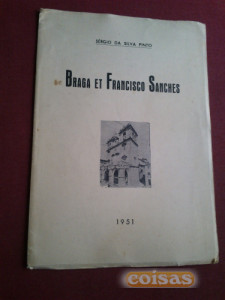 SÉRGIO DA SILVA PINTO
BRAGA ET FRANCISCO SANCHES
1951
coisas